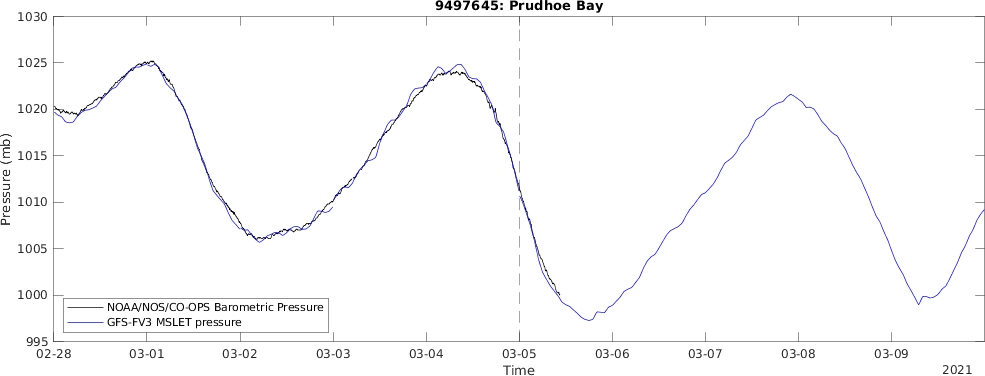 9497645: Prudhoe Bay
1030
1025
1020
1015
1010
1005
1000
995
Pressure (mb)
NOAA/NOS/CO-OPS Barometric Pressure
GFS-FV3 MSLET pressure
02-28 03-01 03-02 03-03 03-04 03-05 03-06 03-07 03-08 03-09
Time
2021